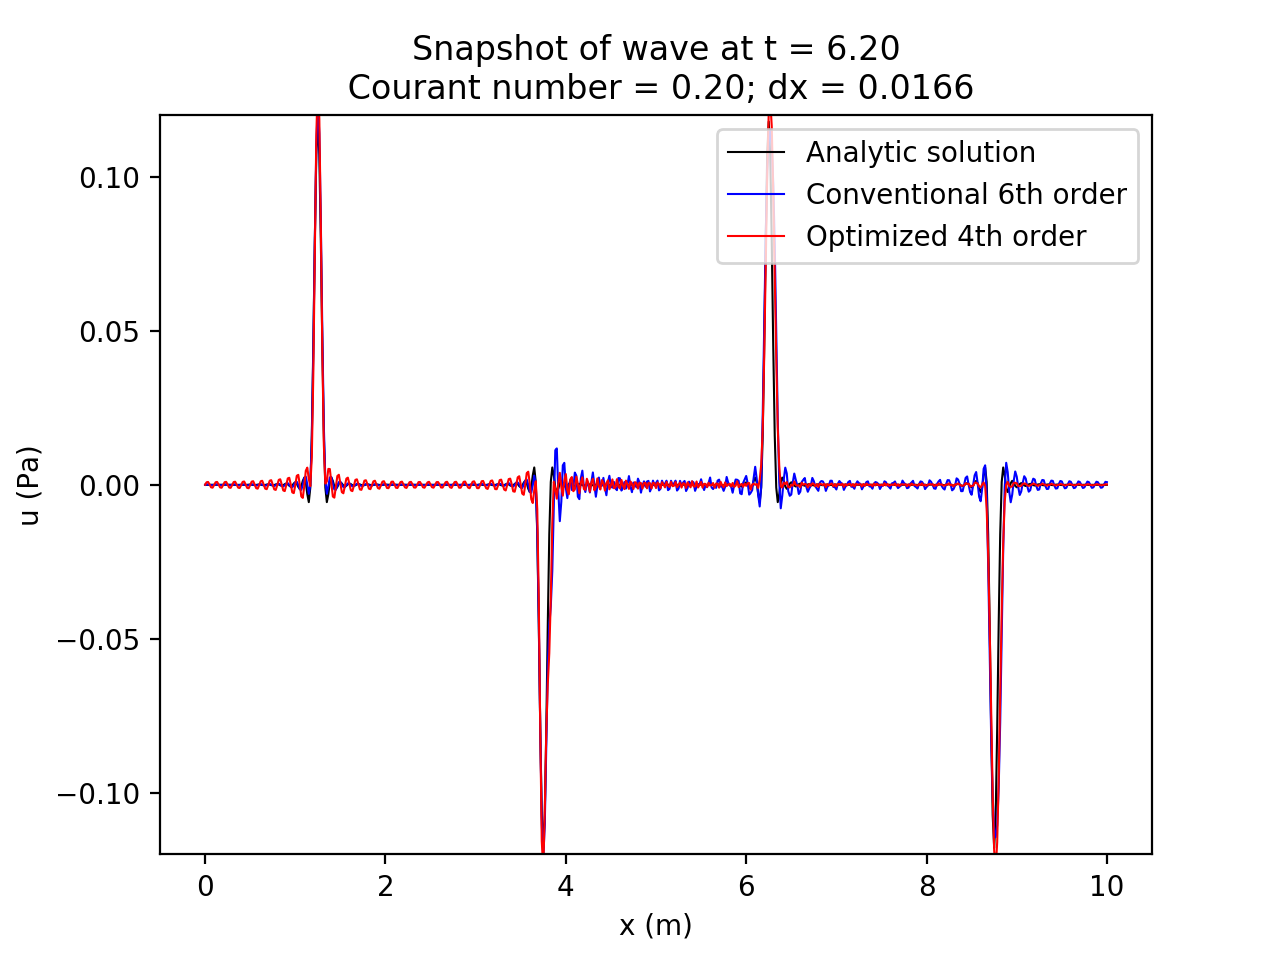 Snapshot of wave at t = 6.20
Courant number = 0.20; dx = 0.0166
Analytic solution
Conventional 6th order
Optimized 4th order
0.10
0.05
0.00
−0.05
−0.10
u (Pa)
0 2 4 6 8 10
x (m)